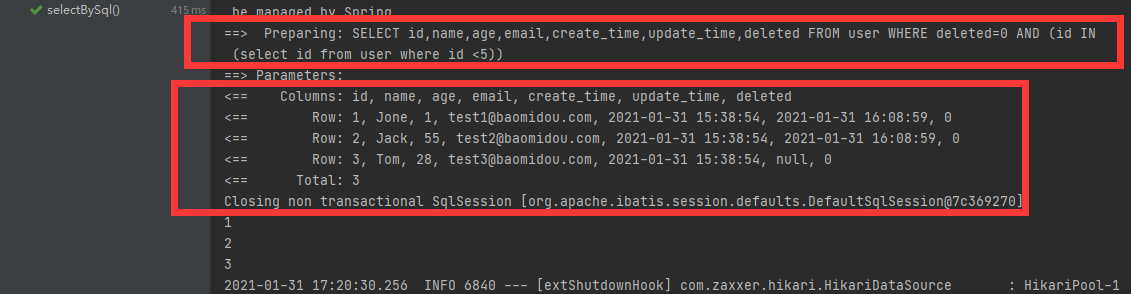 selectBySql() 415 ms
be managed by Spring
==>  Preparing: SELECT id,name,age,email,create_time,update_time,deleted FROM user WHERE deleted=0 AND (id IN
(select id from user where id <5))
==> Parameters:
<==    Columns: id, name, age, email, create_time, update_time, deleted
<==        Row: 1, Jone, 1, test1@baomidou.com, 2021-01-31 15:38:54, 2021-01-31 16:08:59, 0
<==        Row: 2, Jack, 55, test2@baomidou.com, 2021-01-31 15:38:54, 2021-01-31 16:08:59, 0
<==        Row: 3, Tom, 28, test3@baomidou.com, 2021-01-31 15:38:54, null, 0
<==      Total: 3
Closing non transactional SqlSession [org.apache.ibatis.session.defaults.DefaultSqlSession@7c369270]
1
2
3
2021-01-31 17:20:30.256  INFO 6840 --- [extShutdownHook] com.zaxxer.hikari.HikariDataSource       : HikariPool-1